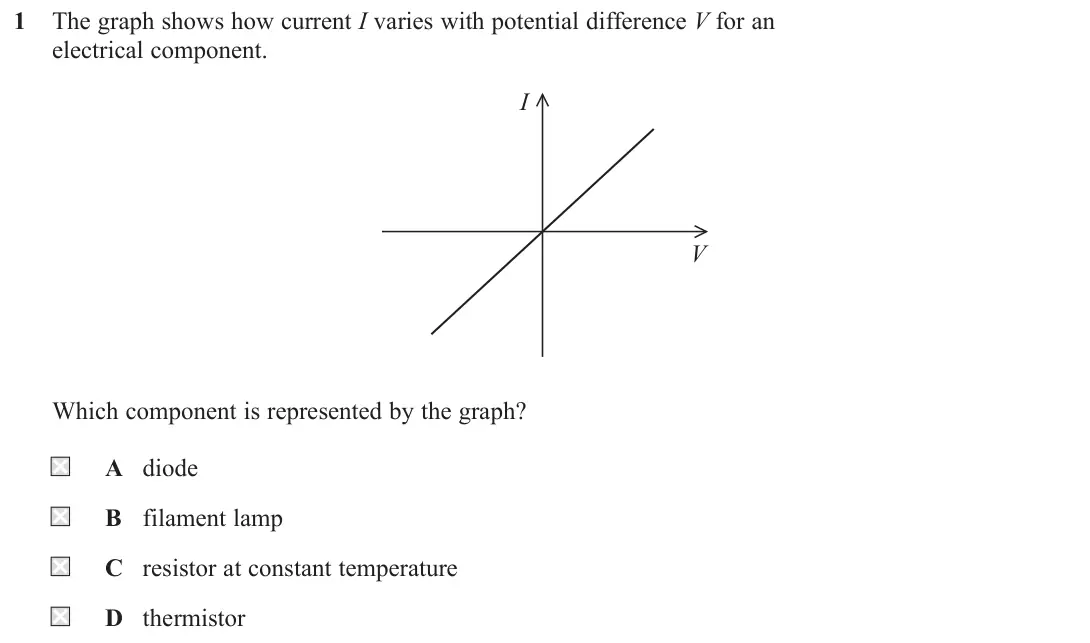 1 The graph shows how current I varies with potential difference V for an
electrical component.
I
V
Which component is represented by the graph?
A diode
B filament lamp
C resistor at constant temperature
D thermistor